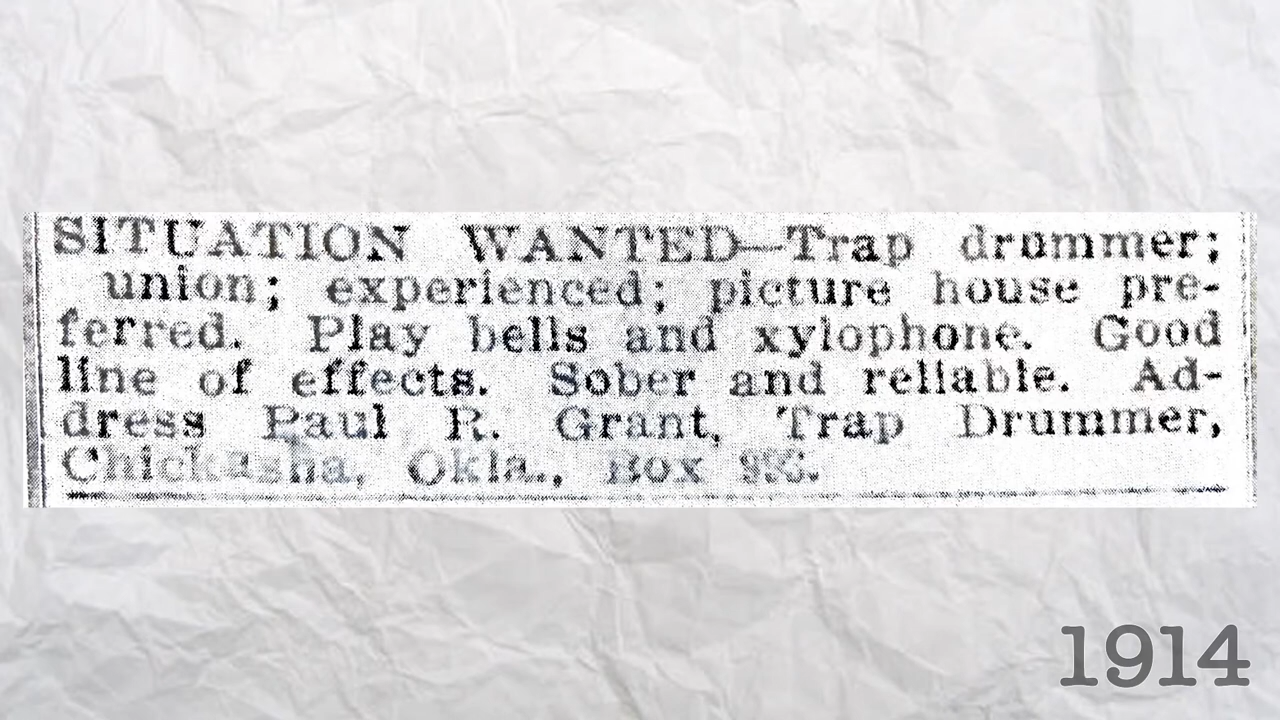 SITUATION WANTED—Trap drummer;
union; experienced; picture house pre-
ferred. Play bells and xylophone. Good
line of effects. Sober and reliable. Ad-
dress Paul R. Grant, Trap Drummer,
Chickasha, Okla., Box
1914